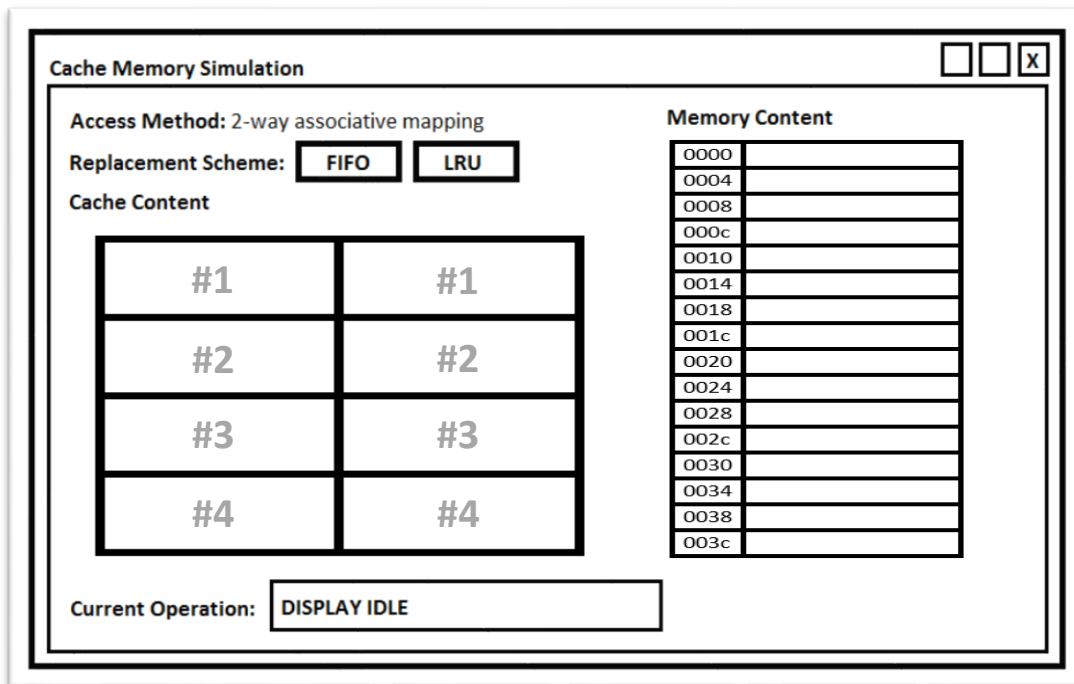 Cache Memory Simulation
X
Access Method: 2-way associative mapping
Replacement Scheme: FIFO LRU
Cache Content
#1 #1
#2 #2
#3 #3
#4 #4
Current Operation: DISPLAY IDLE
Memory Content
0000
0004
0008
000c
0010
0014
0018
001c
0020
0024
0028
002c
0030
0034
0038
003c